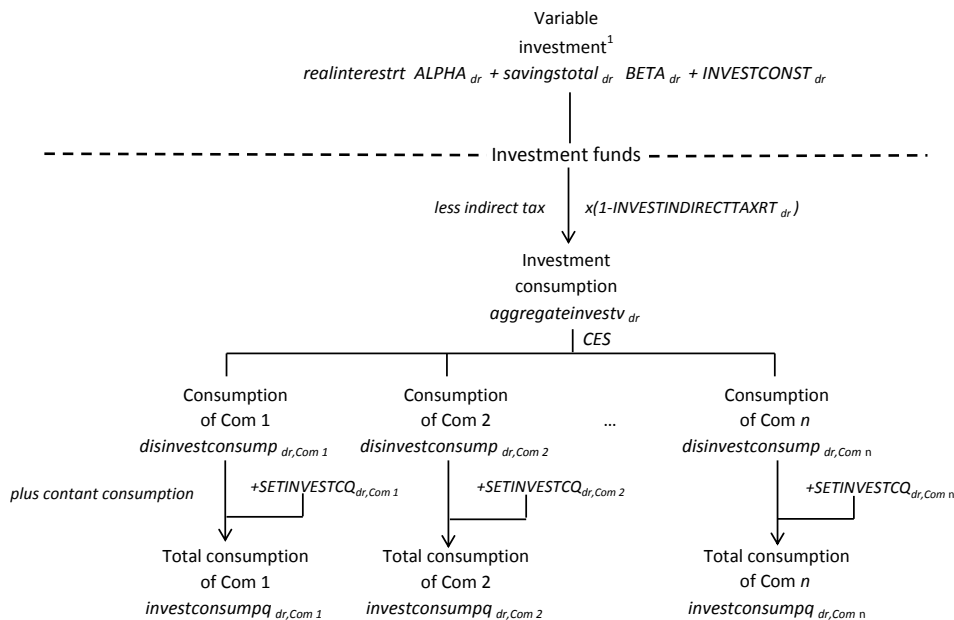 Variable
investment1
realinterestrt ALPHA dr + savingstotal dr BETA dr + INVESTCONST dr
Investment funds
less indirect tax x(1-INVESTINDIRECTTAXRT dr)
Investment
consumption
aggregateinvestv dr
CES
Consumption Consumption Consumption
of Com 1 of Com 2 ... of Com n
disinvestconsump dr,Com 1 disinvestconsump dr,Com 2 disinvestconsump dr,Com n
plus contant consumption +SETINVESTCQ dr,Com 1 +SETINVESTCQ dr,Com 2 +SETINVESTCQ dr,Com n
Total consumption Total consumption Total consumption
of Com 1 of Com 2 of Com n
investconsumpq dr,Com 1 investconsumpq dr,Com 2 investconsumpq dr,Com n